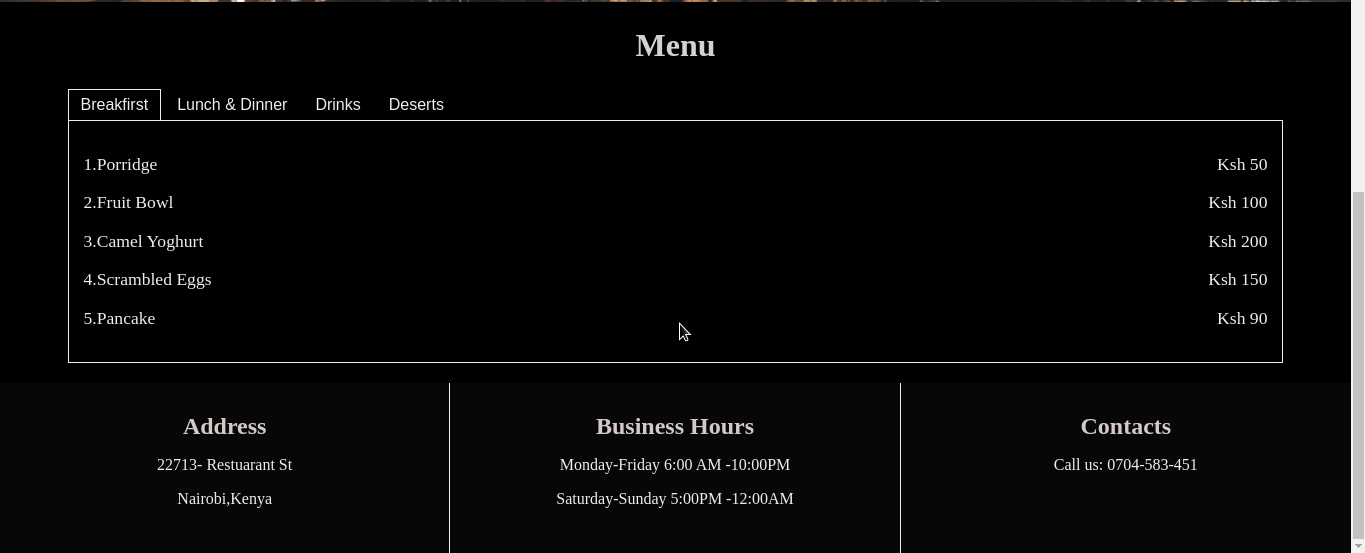 Menu
Breakfirst Lunch & Dinner Drinks Deserts
1.Porridge Ksh 50
2.Fruit Bowl Ksh 100
3.Camel Yoghurt Ksh 200
4.Scrambled Eggs Ksh 150
5.Pancake Ksh 90
Address
22713- Restuarant St
Nairobi,Kenya
Business Hours
Monday-Friday 6:00 AM -10:00PM
Saturday-Sunday 5:00PM -12:00AM
Contacts
Call us: 0704-583-451